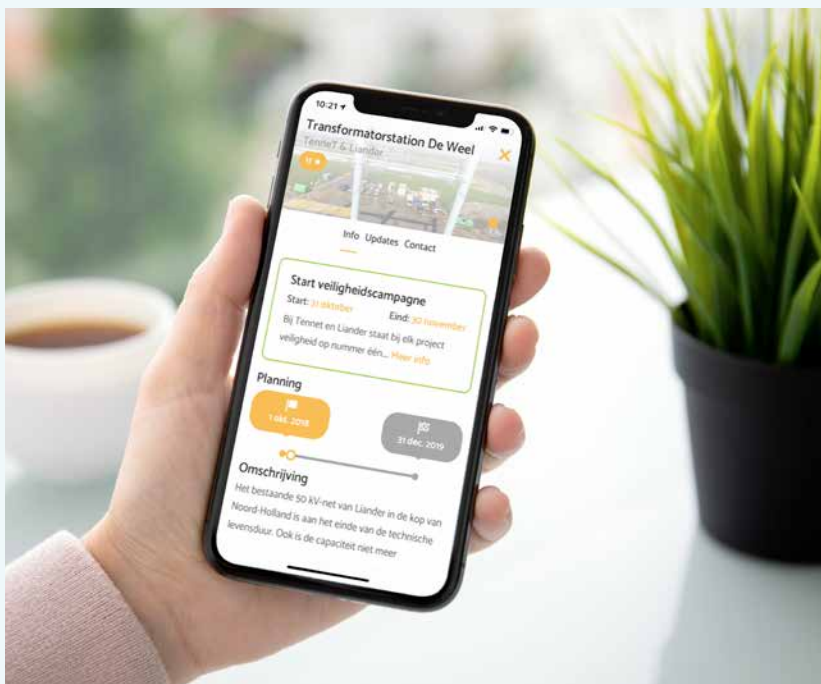 10:21
Transformatorstation De Weel
TenneT & Liander
Info Updates Contact
Start veiligheidscampagne
Start: 31 oktober Eind: 30 november
Bij Tennet en Liander staat bij elk project
veiligheid op nummer één... Meer info
Planning
1 okt. 2018
31 dec. 2019
Omschrijving
Het bestaande 50 kV-net van Liander in de kop van
Noord-Holland is aan het einde van de technische
levensduur. Ook is de capaciteit niet meer